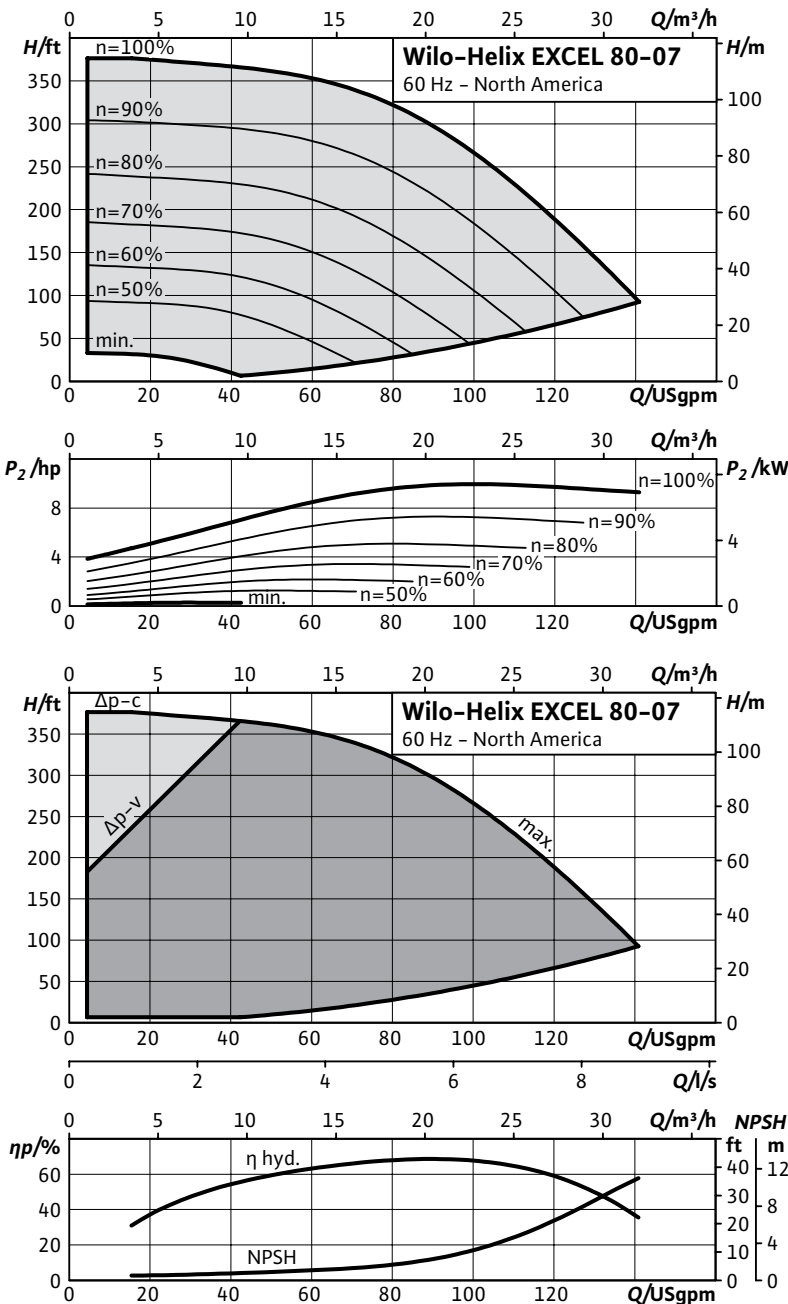 0 5 10 15 20 25 30 Q/m³/h
H/ft
n=100%
Wilo-Helix EXCEL 80-07
60 Hz - North America
H/m
350
300
250
200
150
100
50
0
n=90%
n=80%
n=70%
n=60%
n=50%
min.
100
80
60
40
20
0
20 40 60 80 100 120 Q/USgpm
0 5 10 15 20 25 30 Q/m³/h
P₂ /hp
P₂ /kW
8
4
0
n=100%
n=90%
n=80%
n=70%
n=60%
n=50%
min.
4
0
20 40 60 80 100 120 Q/USgpm
0 5 10 15 20 25 30 Q/m³/h
H/ft
Δp-c
Wilo-Helix EXCEL 80-07
60 Hz - North America
H/m
350
300
250
200
150
100
50
0
Δp-v
max.
100
80
60
40
20
0
20 40 60 80 100 120 Q/USgpm
0 2 4 6 8 Q/l/s
0 5 10 15 20 25 30 Q/m³/h NPSH
ηp/%
ft m
60
40
20
0
η hyd.
NPSH
40
30
20
10
0
12
8
4
0
0 20 40 60 80 100 120 Q/USgpm